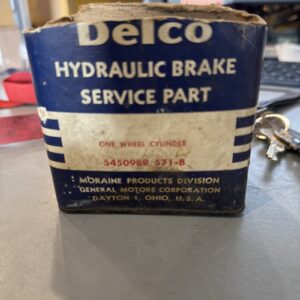 Delco
HYDRAULIC BRAKE
SERVICE PART
ONE WHEEL CYLINDER
5450989 571-B
MORAINE PRODUCTS DIVISION
GENERAL MOTORS CORPORATION
DAYTON 1, OHIO, U.S.A.